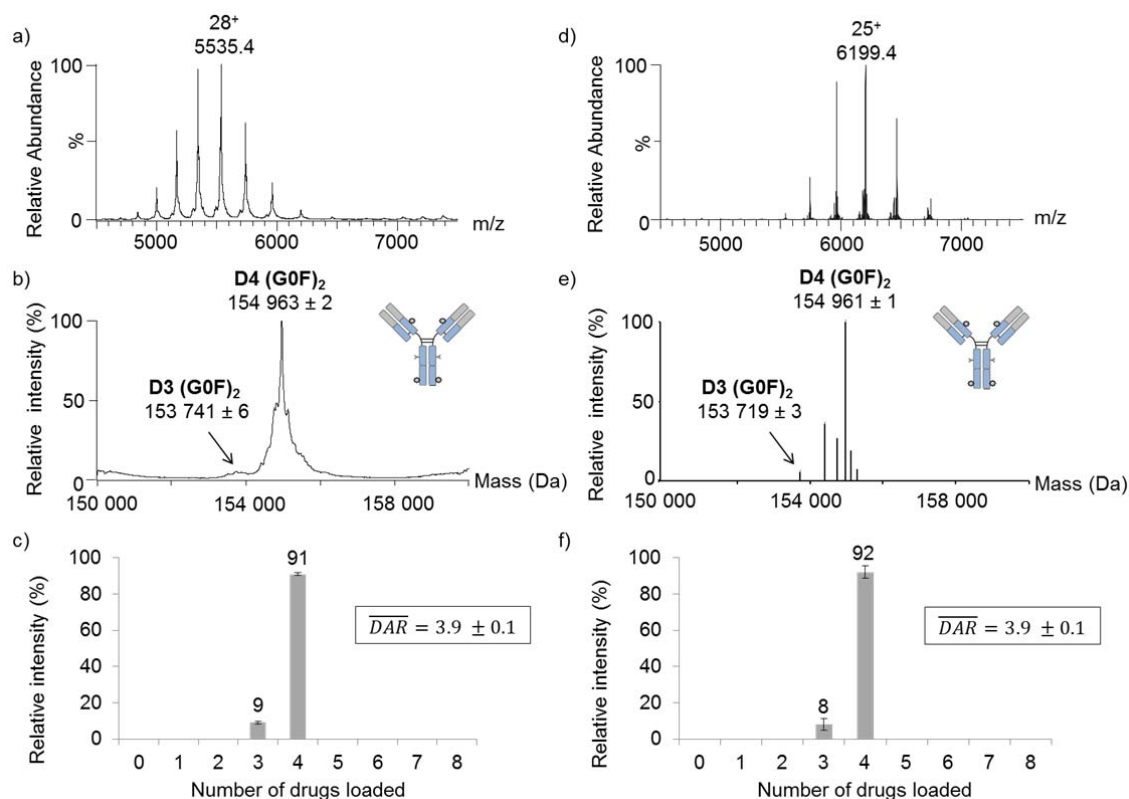 a)
28+
5535.4
Relative Abundance
%
100
0
5000
6000
7000
m/z
b)
D4 (G0F)₂
154 963 ± 2
D3 (G0F)₂
153 741 ± 6
Relative intensity (%)
100
50
0
150 000
154 000
158 000
Mass (Da)
c)
Relative intensity (%)
100
80
60
40
20
0
9
91
DAR = 3.9 ± 0.1
0 1 2 3 4 5 6 7 8
Number of drugs loaded
d)
25+
6199.4
Relative Abundance
%
100
0
5000
6000
7000
m/z
e)
D4 (G0F)₂
154 961 ± 1
D3 (G0F)₂
153 719 ± 3
Relative intensity (%)
100
50
0
150 000
154 000
158 000
Mass (Da)
f)
Relative intensity (%)
100
80
60
40
20
0
8
92
DAR = 3.9 ± 0.1
0 1 2 3 4 5 6 7 8
Number of drugs loaded